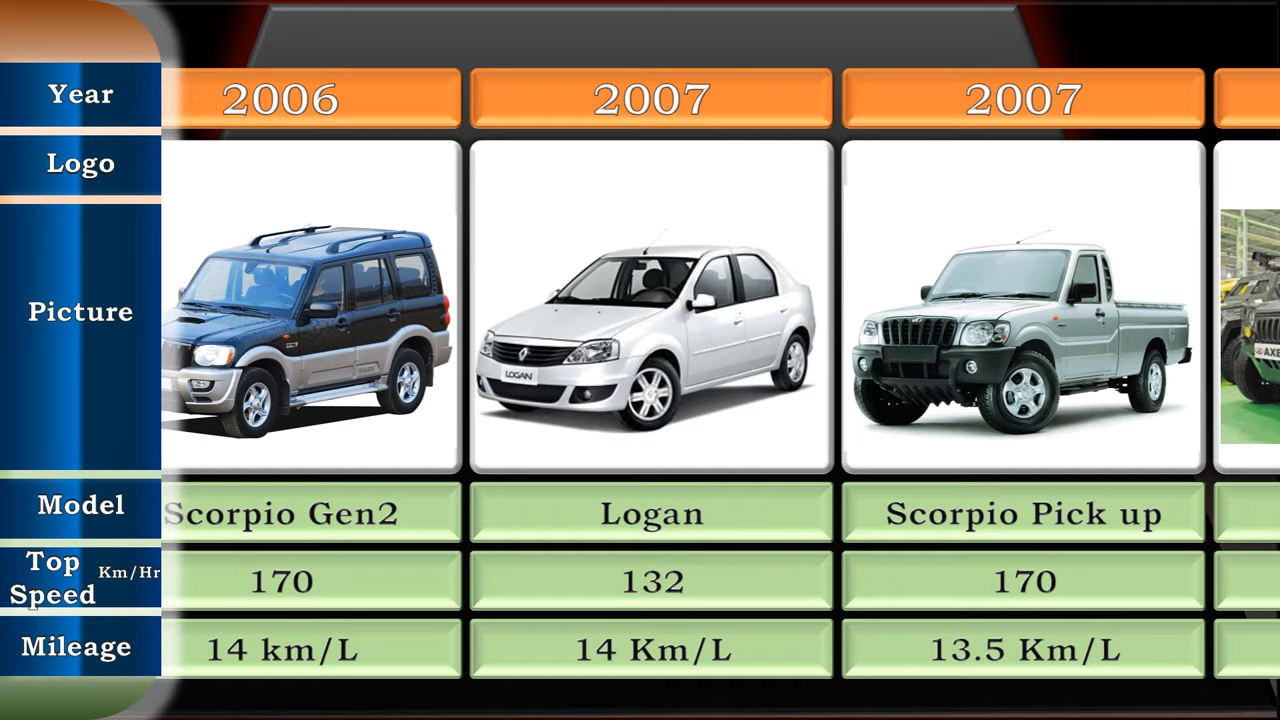 Year
2006
2007
2007
Logo
Picture
LOGAN
AXE
Model
Scorpio Gen2
Logan
Scorpio Pick up
Top Speed Km/Hr
170
132
170
Mileage
14 km/L
14 Km/L
13.5 Km/L